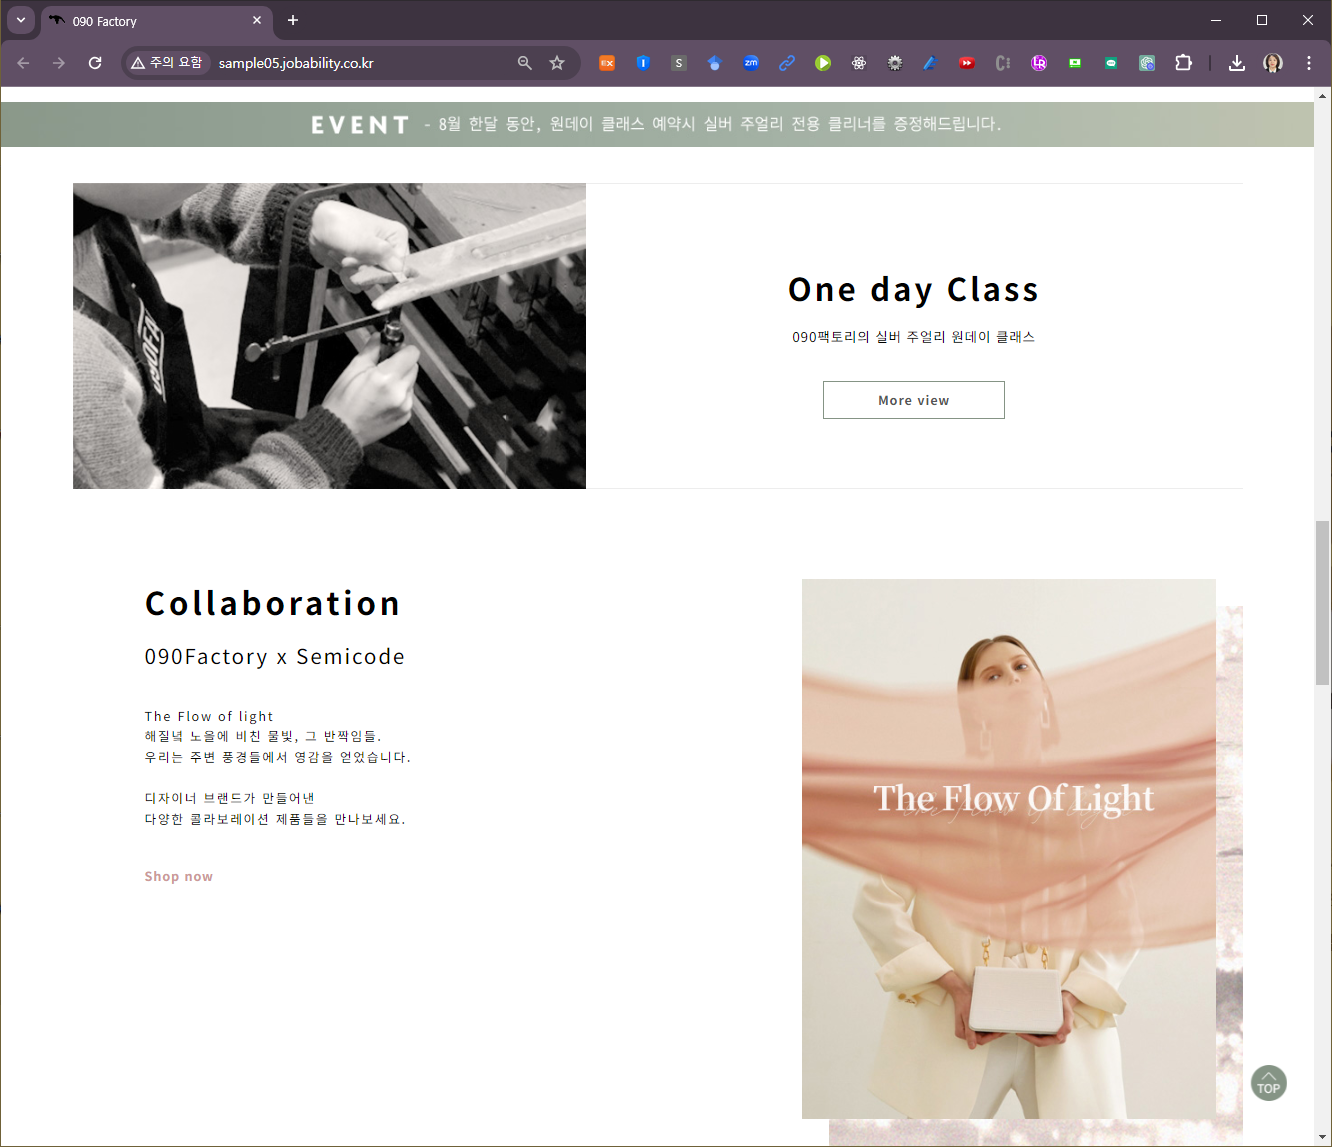 090 Factory
주의 요함
sample05.jobability.co.kr
EVENT - 8월 한달 동안, 원데이 클래스 예약시 실버 주얼리 전용 클리너를 증정해드립니다.
One day Class
090팩토리의 실버 주얼리 원데이 클래스
More view
Collaboration
090Factory x Semicode
The Flow of light
해질녘 노을에 비친 물빛, 그 반짝임들.
우리는 주변 풍경들에서 영감을 얻었습니다.
디자이너 브랜드가 만들어낸
다양한 콜라보레이션 제품들을 만나보세요.
Shop now
The Flow Of Light
TOP